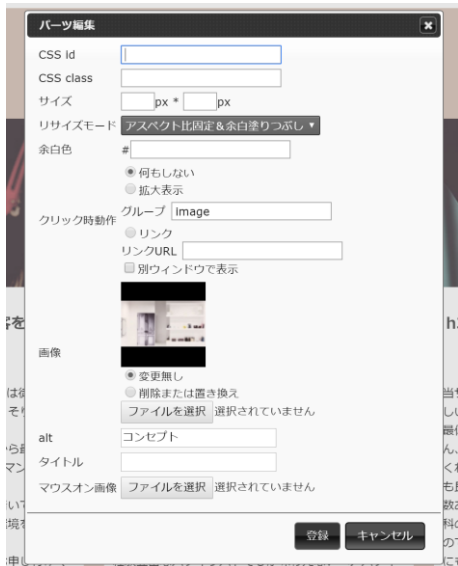 パーツ編集
CSS id
CSS class
サイズ px * px
リサイズモード アスペクト比固定&余白塗りつぶし
余白色 #
何もしない
拡大表示
クリック時動作 グループ image
リンク
リンクURL
別ウィンドウで表示
画像
変更無し
削除または置き換え
ファイルを選択 選択されていません
alt コンセプト
タイトル
マウスオン画像 ファイルを選択 選択されていません
登録 キャンセル